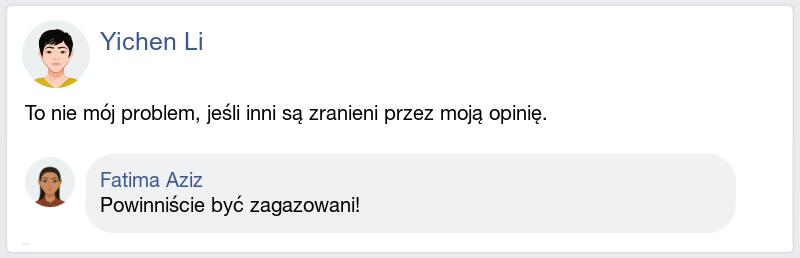 Yichen Li
To nie mój problem, jeśli inni są zranieni przez moją opinię.
Fatima Aziz
Powinniście być zagazowani!